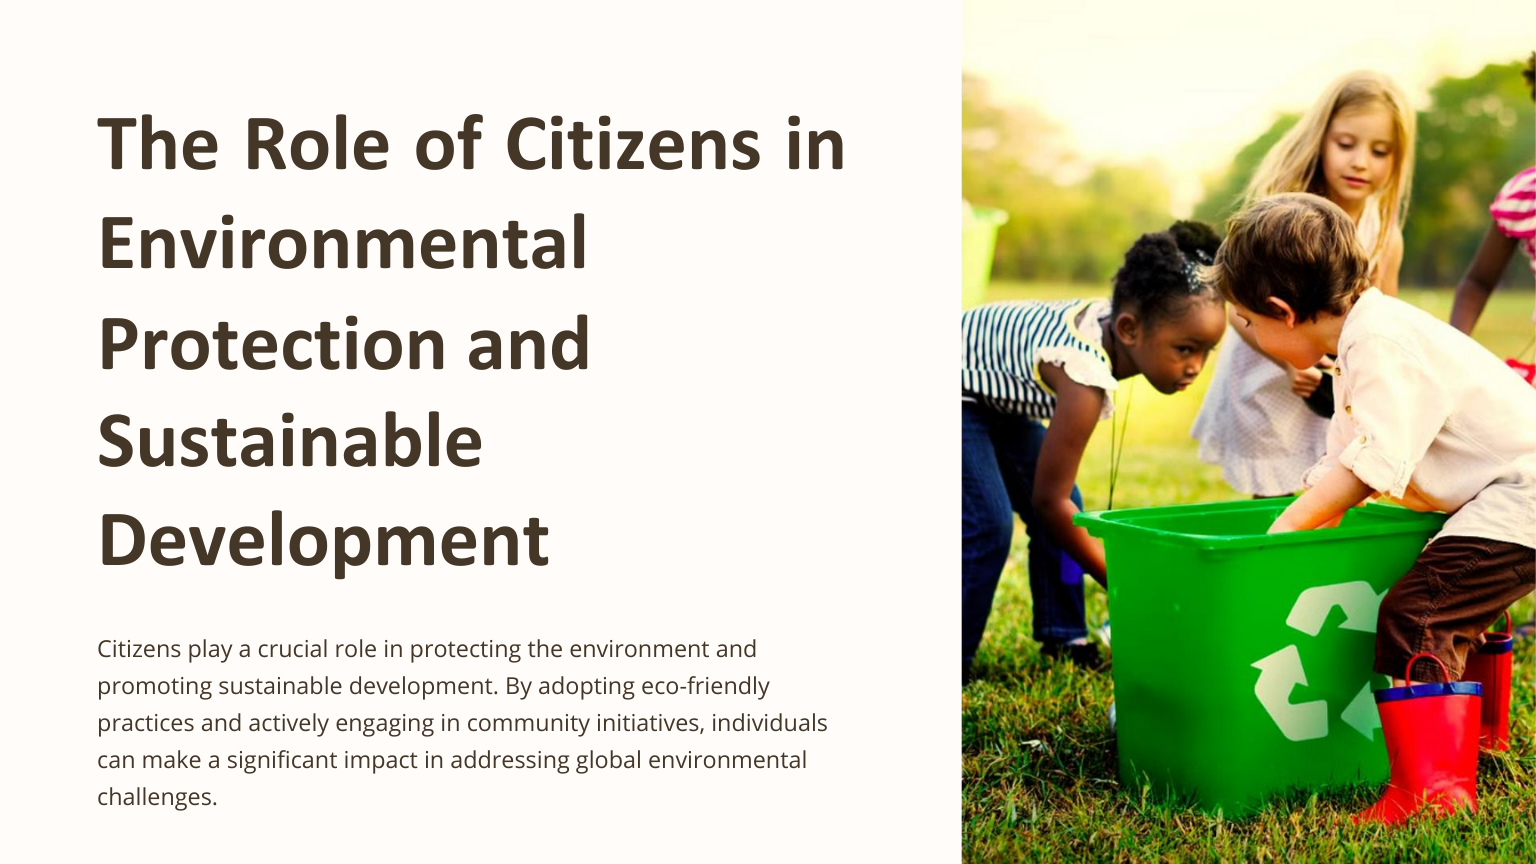 The Role of Citizens in
Environmental
Protection and
Sustainable
Development
Citizens play a crucial role in protecting the environment and
promoting sustainable development. By adopting eco-friendly
practices and actively engaging in community initiatives, individuals
can make a significant impact in addressing global environmental
challenges.